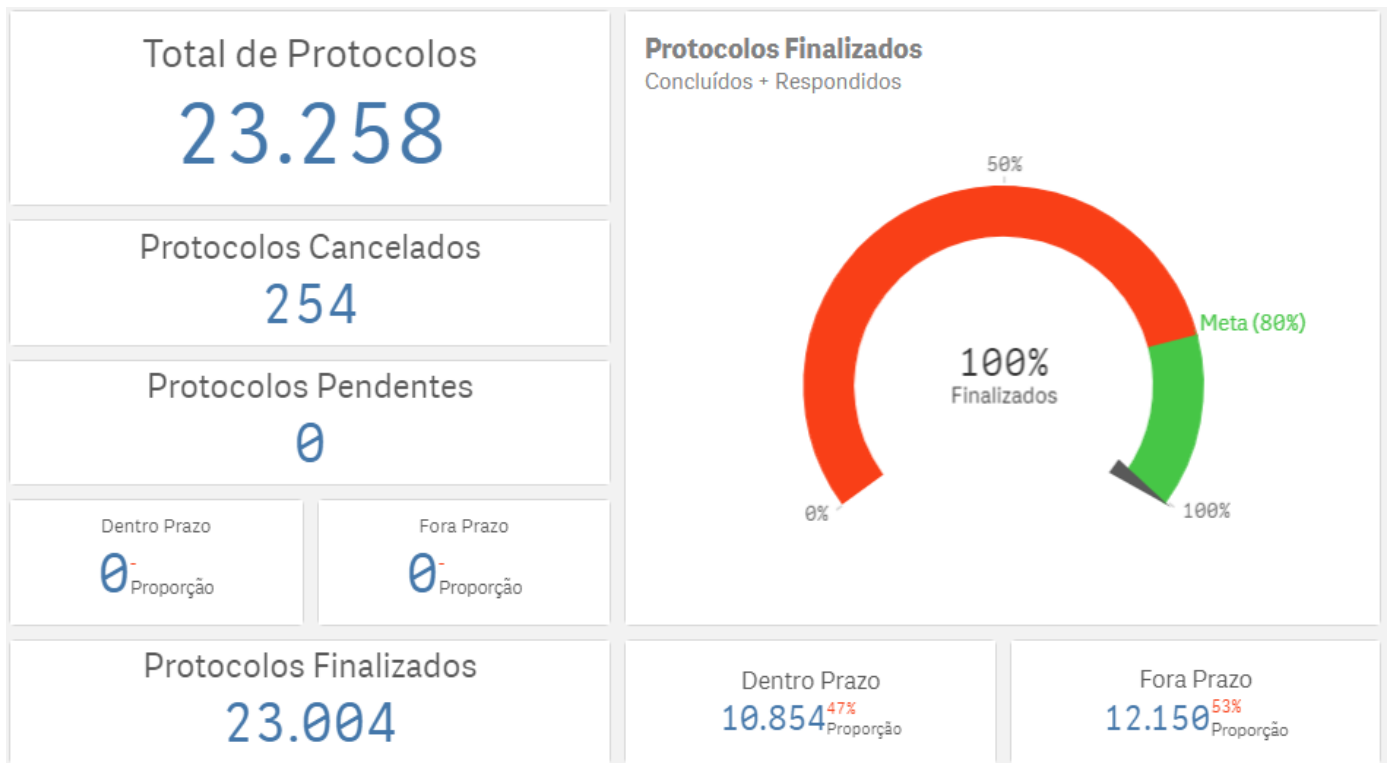 Total de Protocolos
23.258
Protocolos Cancelados
254
Protocolos Pendentes
0
Dentro Prazo
0 -
Proporção
Fora Prazo
0 -
Proporção
Protocolos Finalizados
23.004
Protocolos Finalizados
Concluídos + Respondidos
50%
Meta (80%)
100%
Finalizados
0%
100%
Dentro Prazo
10.854 47%
Proporção
Fora Prazo
12.150 53%
Proporção